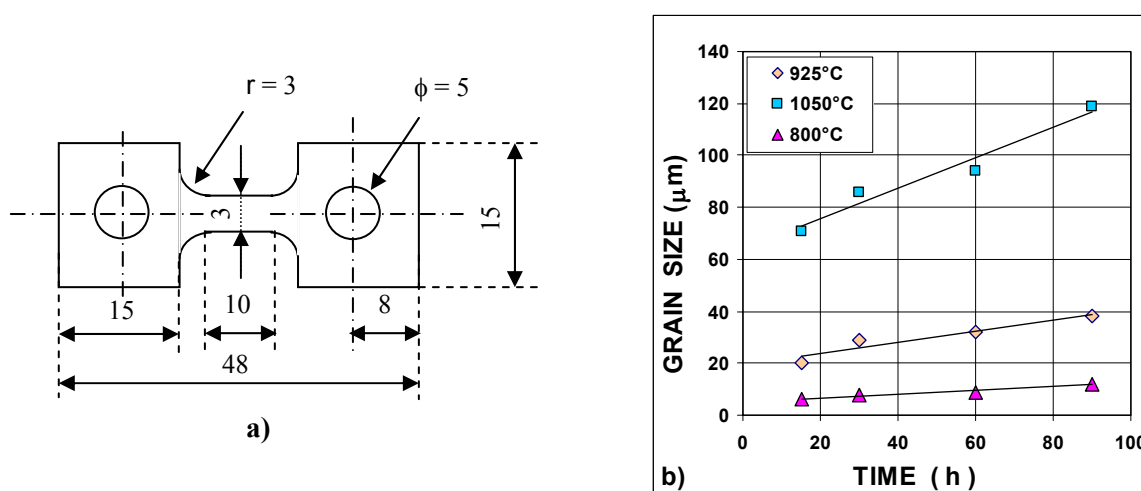 r = 3
ϕ = 5
3
15
15
10
8
48
a)
GRAIN SIZE (μm)
140
120
100
80
60
40
20
0
925°C
1050°C
800°C
0 20 40 60 80 100
b)
TIME ( h )